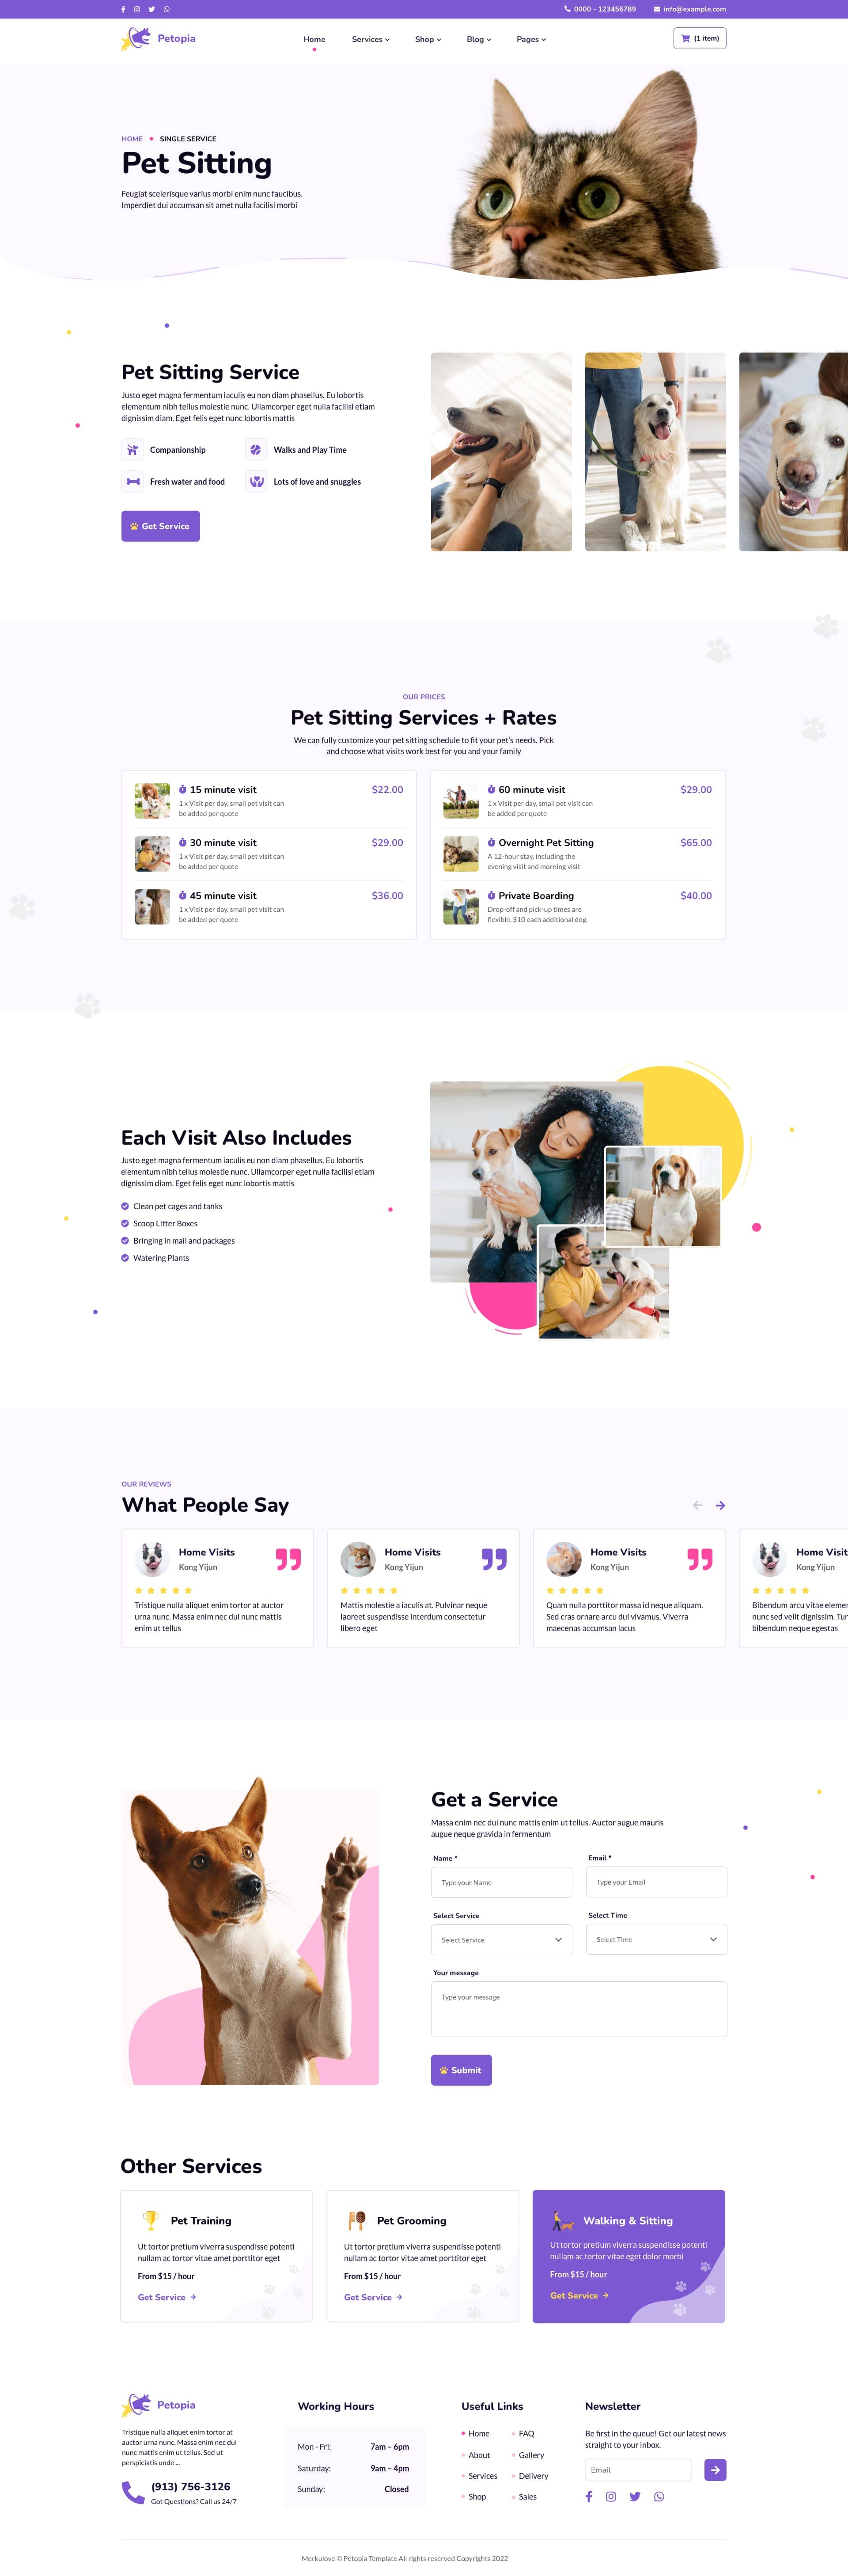 0000 - 123456789
info@example.com
Petopia
Home
Services
Shop
Blog
Pages
(1 item)
HOME
SINGLE SERVICE
Pet Sitting
Feugiat scelerisque varius morbi enim nunc faucibus.
Imperdiet dui accumsan sit amet nulla facilisi morbi
Pet Sitting Service
Justo eget magna fermentum iaculis eu non diam phasellus. Eu lobortis
elementum nibh tellus molestie nunc. Ullamcorper eget nulla facilisi etiam
dignissim diam. Eget felis eget nunc lobortis mattis
Companionship
Walks and Play Time
Fresh water and food
Lots of love and snuggles
Get Service
OUR PRICES
Pet Sitting Services + Rates
We can fully customize your pet sitting schedule to fit your pet's needs. Pick
and choose what visits work best for you and your family
15 minute visit
$22.00
1 x Visit per day, small pet visit can
be added per quote
30 minute visit
$29.00
1 x Visit per day, small pet visit can
be added per quote
45 minute visit
$36.00
1 x Visit per day, small pet visit can
be added per quote
60 minute visit
$29.00
1 x Visit per day, small pet visit can
be added per quote
Overnight Pet Sitting
$65.00
A 12-hour stay, including the
evening visit and morning visit
Private Boarding
$40.00
Drop-off and pick-up times are
flexible. $10 each additional dog.
Each Visit Also Includes
Justo eget magna fermentum iaculis eu non diam phasellus. Eu lobortis
elementum nibh tellus molestie nunc. Ullamcorper eget nulla facilisi etiam
dignissim diam. Eget felis eget nunc lobortis mattis
Clean pet cages and tanks
Scoop Litter Boxes
Bringing in mail and packages
Watering Plants
OUR REVIEWS
What People Say
Home Visits
Kong Yijun
Tristique nulla aliquet enim tortor at auctor
urna nunc. Massa enim nec dui nunc mattis
enim ut tellus
Home Visits
Kong Yijun
Mattis molestie a iaculis at. Pulvinar neque
laoreet suspendisse interdum consectetur
libero eget
Home Visits
Kong Yijun
Quam nulla porttitor massa id neque aliquam.
Sed cras ornare arcu dui vivamus. Viverra
maecenas accumsan lacus
Home Visit
Kong Yijun
Bibendum arcu vitae elemen
nunc sed velit dignissim. Tur
bibendum neque egestas
Get a Service
Massa enim nec dui nunc mattis enim ut tellus. Auctor augue mauris
augue neque gravida in fermentum
Name *
Type your Name
Email *
Type your Email
Select Service
Select Service
Select Time
Select Time
Your message
Type your message
Submit
Other Services
Pet Training
Ut tortor pretium viverra suspendisse potenti
nullam ac tortor vitae amet porttitor eget
From $15 / hour
Get Service
Pet Grooming
Ut tortor pretium viverra suspendisse potenti
nullam ac tortor vitae amet porttitor eget
From $15 / hour
Get Service
Walking & Sitting
Ut tortor pretium viverra suspendisse potenti
nullam ac tortor vitae eget dolor morbi
From $15 / hour
Get Service
Petopia
Tristique nulla aliquet enim tortor at
auctor urna nunc. Massa enim nec dui
nunc mattis enim ut tellus. Sed ut
perspiciatis unde ...
(913) 756-3126
Got Questions? Call us 24/7
Working Hours
Mon - Fri:
7am – 6pm
Saturday:
9am – 4pm
Sunday:
Closed
Useful Links
Home
FAQ
About
Gallery
Services
Delivery
Shop
Sales
Newsletter
Be first in the queue! Get our latest news
straight to your inbox.
Email
Merkulove © Petopia Template All rights reserved Copyrights 2022